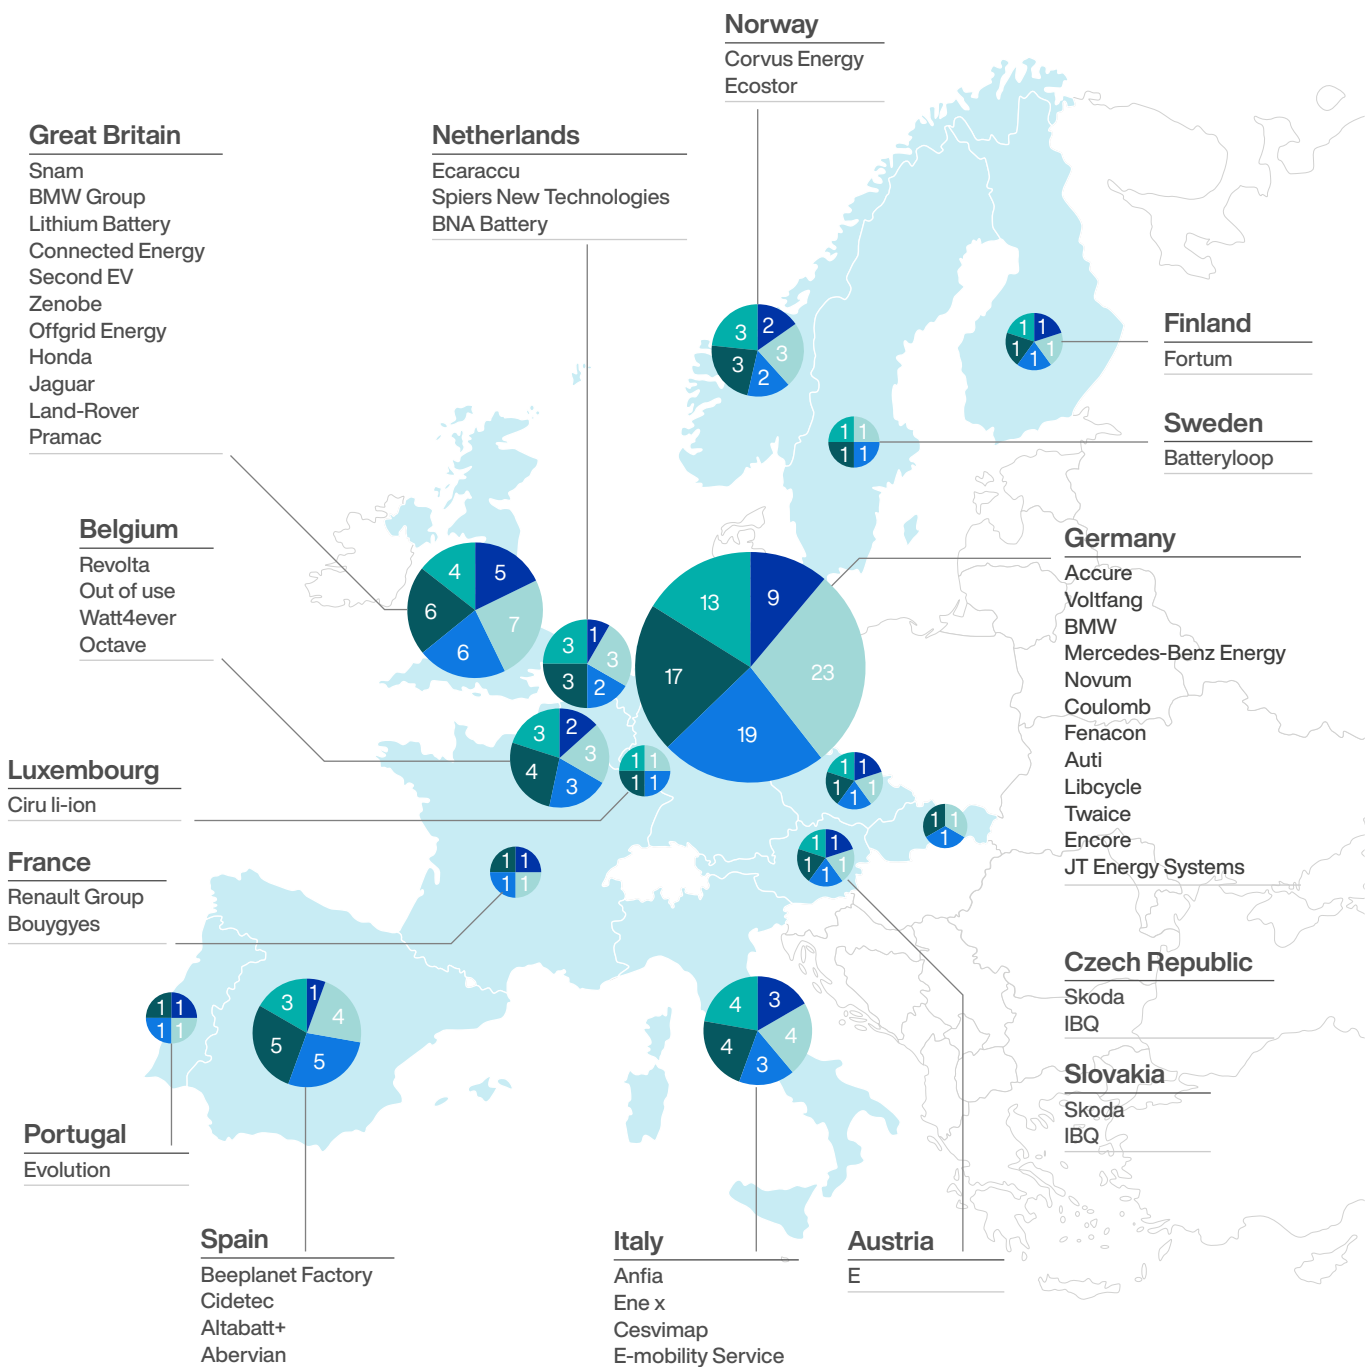 Norway
Corvus Energy
Ecostor
Great Britain
Snam
BMW Group
Lithium Battery
Connected Energy
Second EV
Zenobe
Offgrid Energy
Honda
Jaguar
Land-Rover
Pramac
Netherlands
Ecaraccu
Spiers New Technologies
BNA Battery
3 2
3
3 2
1 1
1 1
1
Finland
Fortum
1 1
1 1
Sweden
Batteryloop
Belgium
Revolta
Out of use
Watt4ever
Octave
4 5
6 7
6
3 1
3
3 2
13 9
17 23
19
Germany
Accure
Voltfang
BMW
Mercedes-Benz Energy
Novum
Coulomb
Fenacon
Auti
Libcycle
Twaice
Encore
JT Energy Systems
3 2
3
4 3
1 1
1 1
1 1
1 1
1
1 1
1
1 1
1 1
1
Luxembourg
Ciru li-ion
France
Renault Group
Bouygyes
1 1
1 1
Czech Republic
Skoda
IBQ
Slovakia
Skoda
IBQ
1 1
1 1
3 1
4
5 5
4 3
4 4
3
Portugal
Evolution
Spain
Beeplanet Factory
Cidetec
Altabatt+
Abervian
Italy
Anfia
Ene x
Cesvimap
E-mobility Service
Austria
E